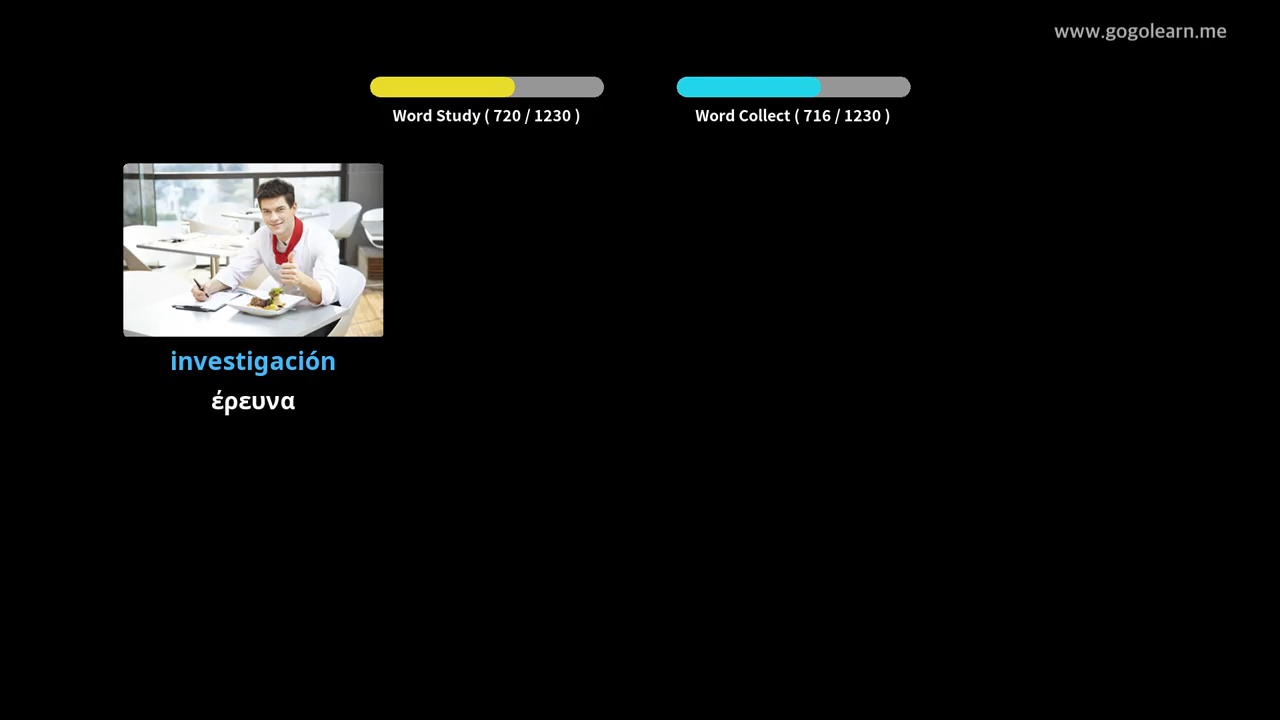 www.gogolearn.me
Word Study ( 720 / 1230 )
Word Collect ( 716 / 1230 )
investigación
έρευνα